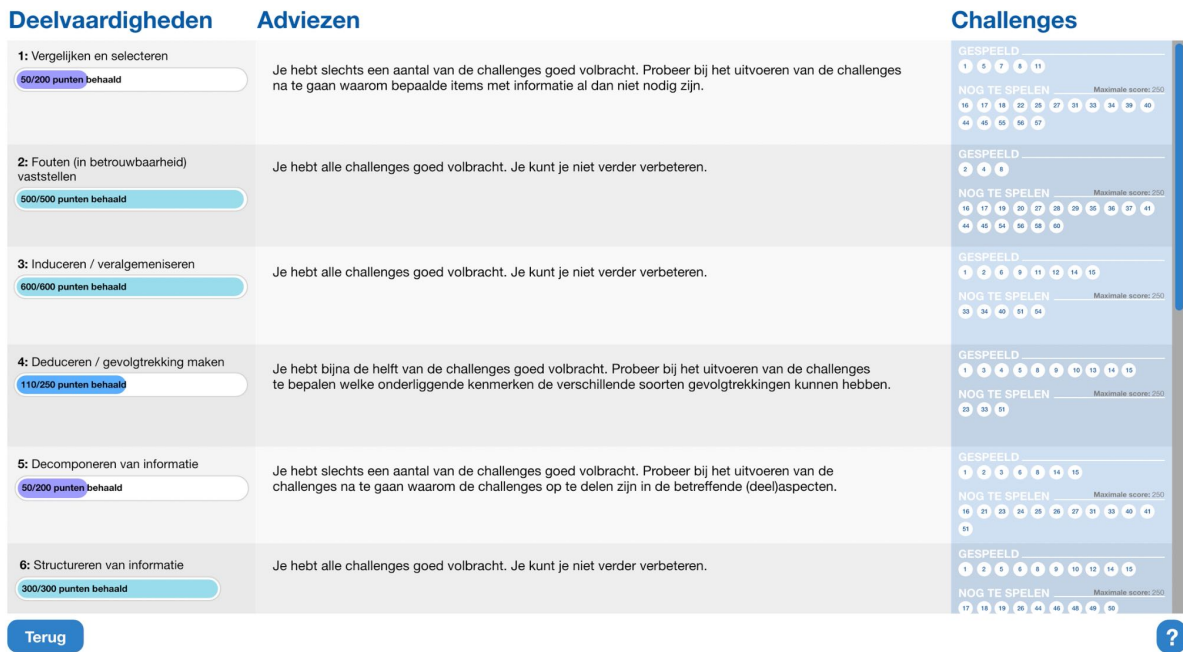 Deelvaardigheden
Adviezen
Challenges
1: Vergelijken en selecteren
50/200 punten behaald
Je hebt slechts een aantal van de challenges goed volbracht. Probeer bij het uitvoeren van de challenges
na te gaan waarom bepaalde items met informatie al dan niet nodig zijn.
GESPEELD
1 5 7 8 11
NOG TE SPELEN Maximale score: 250
16 17 18 22 25 27 31 33 34 39 40
44 45 55 56 57
2: Fouten (in betrouwbaarheid)
vaststellen
500/500 punten behaald
Je hebt alle challenges goed volbracht. Je kunt je niet verder verbeteren.
GESPEELD
2 4 8
NOG TE SPELEN Maximale score: 250
16 17 19 20 27 28 29 35 36 37 41
44 45 54 56 58 60
3: Induceren / veralgemeniseren
600/600 punten behaald
Je hebt alle challenges goed volbracht. Je kunt je niet verder verbeteren.
GESPEELD
1 2 6 9 11 12 14 15
NOG TE SPELEN Maximale score: 250
33 34 40 51 54
4: Deduceren / gevolgtrekking maken
110/250 punten behaald
Je hebt bijna de helft van de challenges goed volbracht. Probeer bij het uitvoeren van de challenges
te bepalen welke onderliggende kenmerken de verschillende soorten gevolgtrekkingen kunnen hebben.
GESPEELD
1 3 4 5 8 9 10 13 14 15
NOG TE SPELEN Maximale score: 250
23 33 51
5: Decomponeren van informatie
50/200 punten behaald
Je hebt slechts een aantal van de challenges goed volbracht. Probeer bij het uitvoeren van de
challenges na te gaan waarom de challenges op te delen zijn in de betreffende (deel)aspecten.
GESPEELD
1 2 3 6 8 14 15
NOG TE SPELEN Maximale score: 250
16 21 23 24 25 26 27 31 33 40 41
51
6: Structureren van informatie
300/300 punten behaald
Je hebt alle challenges goed volbracht. Je kunt je niet verder verbeteren.
GESPEELD
1 2 5 6 8 9 10 12 14 15
NOG TE SPELEN Maximale score: 250
17 18 19 26 44 46 48 49 50
Terug
?